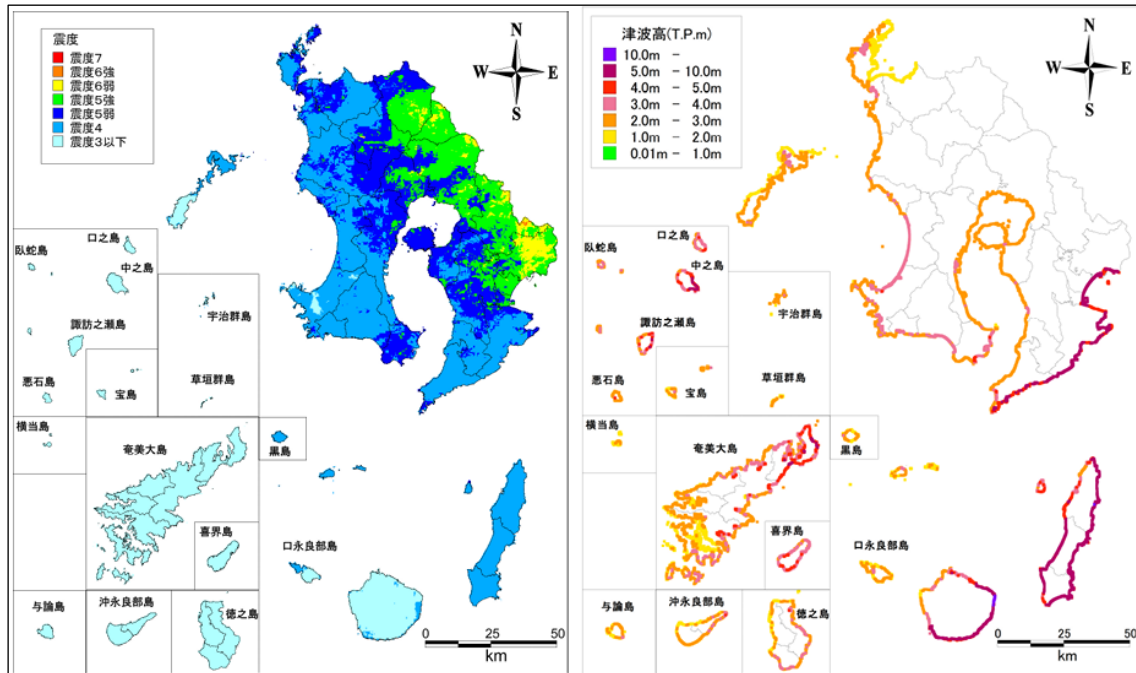 震度
震度7
震度6強
震度6弱
震度5強
震度5弱
震度4
震度3以下
N
W E
S
臥蛇島
口之島
中之島
諏訪之瀬島
宇治群島
悪石島
宝島
草垣群島
横当島
奄美大島
黒島
喜界島
口永良部島
与論島
沖永良部島
徳之島
0 25 50
km
津波高(T.P.m)
10.0m －
5.0m － 10.0m
4.0m － 5.0m
3.0m － 4.0m
2.0m － 3.0m
1.0m － 2.0m
0.01m － 1.0m
N
W E
S
臥蛇島
口之島
中之島
諏訪之瀬島
宇治群島
悪石島
宝島
草垣群島
横当島
奄美大島
黒島
喜界島
口永良部島
与論島
沖永良部島
徳之島
0 25 50
km